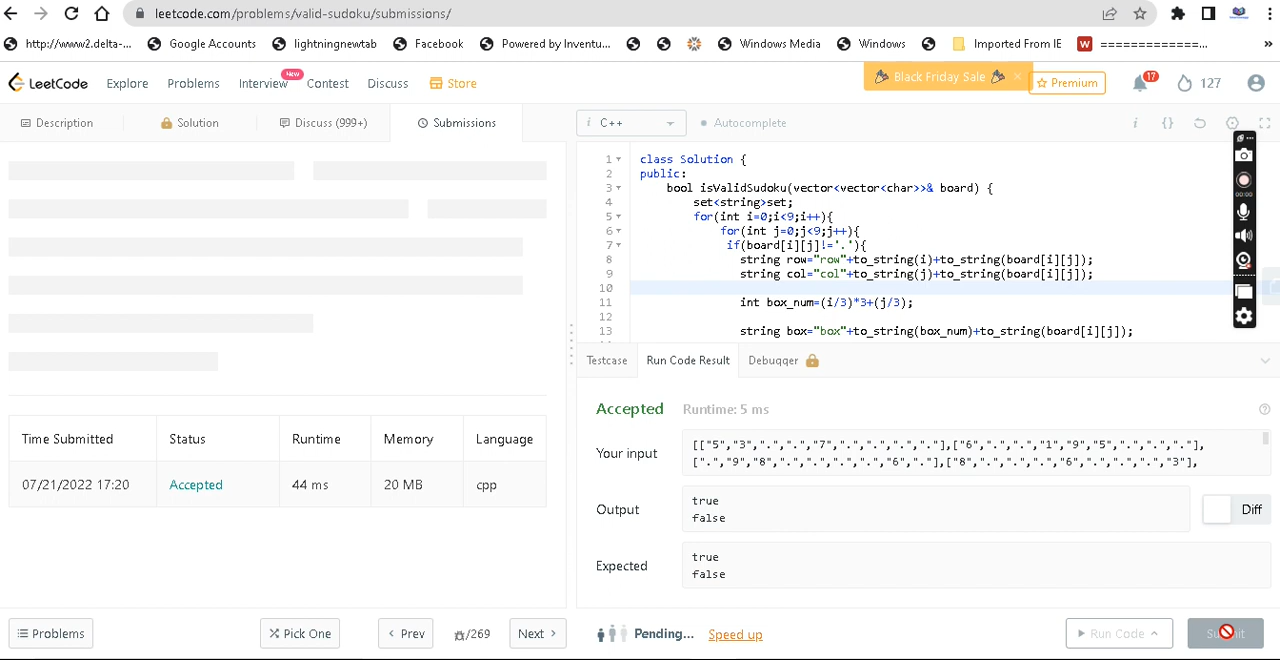 leetcode.com/problems/valid-sudoku/submissions/
http://www2.delta-... Google Accounts lightningnewtab Facebook Powered by Inventu... Windows Media Windows Imported From IE W =============... »
LeetCode Explore Problems Interview New Contest Discuss Store Black Friday Sale × Premium 17 127
Description Solution Discuss (999+) Submissions
i C++ Autocomplete i {}
1 class Solution {
2 public:
3 bool isValidSudoku(vector<vector<char>>& board) {
4 set<string>set;
5 for(int i=0;i<9;i++){
6 for(int j=0;j<9;j++){
7 if(board[i][j]!='.'){
8 string row="row"+to_string(i)+to_string(board[i][j]);
9 string col="col"+to_string(j)+to_string(board[i][j]);
10
11 int box_num=(i/3)*3+(j/3);
12
13 string box="box"+to_string(box_num)+to_string(board[i][j]);
00:00
Testcase Run Code Result Debugger
Accepted Runtime: 5 ms
Your input
[["5","3",".",".","7",".",".",".","."],["6",".",".","1","9","5",".",".","."],
[".","9","8",".",".",".",".","6","."],["8",".",".",".","6",".",".",".","3"],
Output
true
false
Diff
Expected
true
false
Time Submitted Status Runtime Memory Language
07/21/2022 17:20 Accepted 44 ms 20 MB cpp
Problems Pick One < Prev /269 Next > Pending... Speed up Run Code Submit